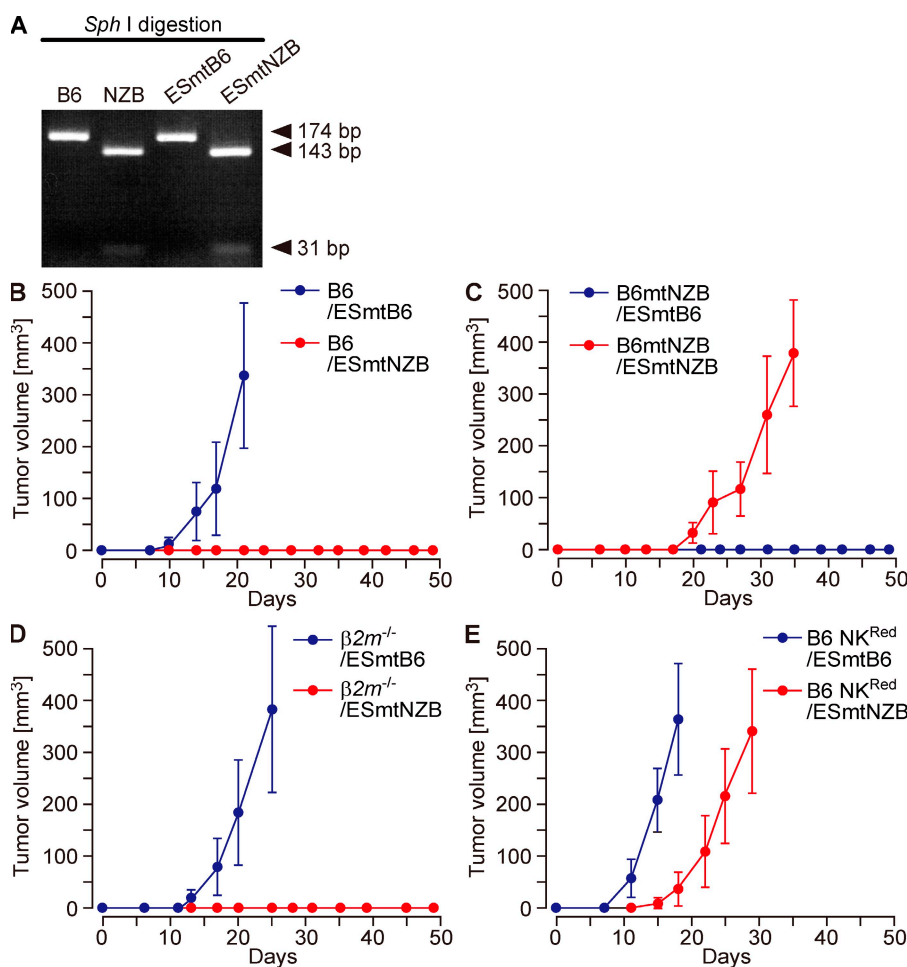 A
Sph I digestion
B6 NZB ESmtB6 ESmtNZB
174 bp
143 bp
31 bp
B
B6
/ESmtB6
B6
/ESmtNZB
Tumor volume [mm³]
500
400
300
200
100
0
0 10 20 30 40 50
Days
C
B6mtNZB
/ESmtB6
B6mtNZB
/ESmtNZB
Tumor volume [mm³]
500
400
300
200
100
0
0 10 20 30 40 50
Days
D
β2m⁻/⁻
/ESmtB6
β2m⁻/⁻
/ESmtNZB
Tumor volume [mm³]
500
400
300
200
100
0
0 10 20 30 40 50
Days
E
B6 NKᴿᵉᵈ
/ESmtB6
B6 NKᴿᵉᵈ
/ESmtNZB
Tumor volume [mm³]
500
400
300
200
100
0
0 10 20 30 40 50
Days